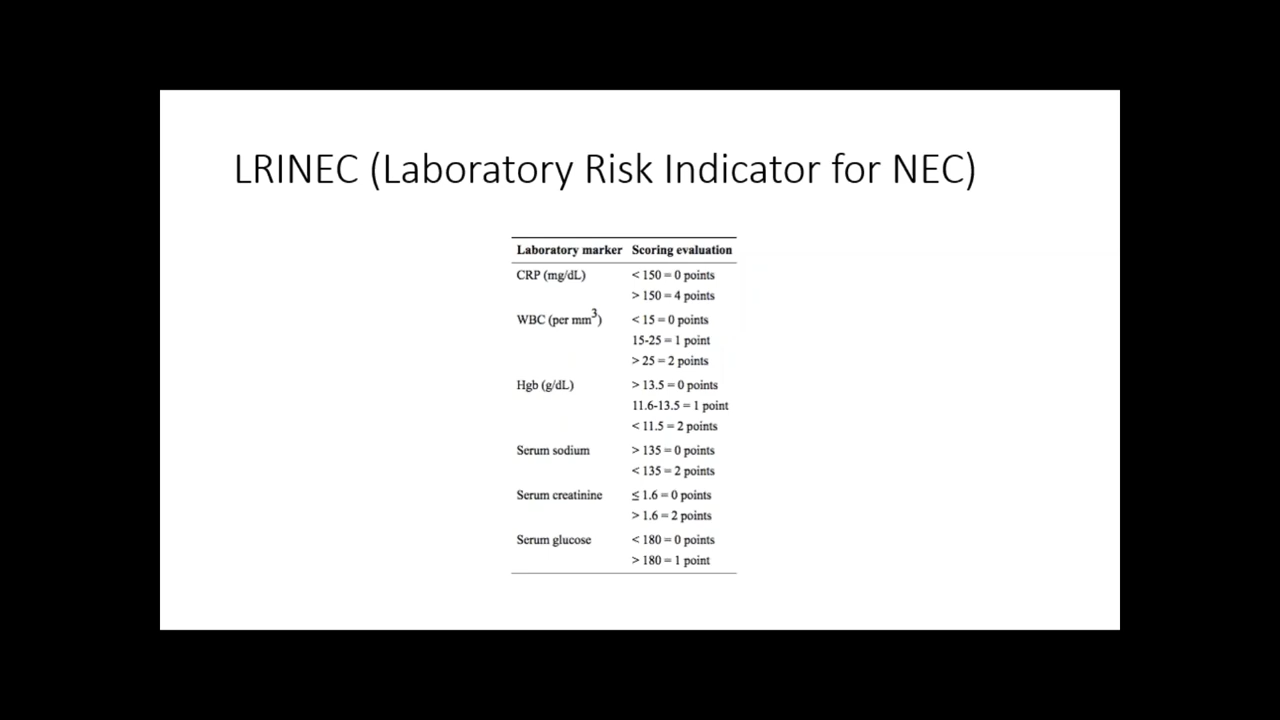 LRINEC (Laboratory Risk Indicator for NEC)
Laboratory marker Scoring evaluation
CRP (mg/dL) < 150 = 0 points
> 150 = 4 points
WBC (per mm³) < 15 = 0 points
15-25 = 1 point
> 25 = 2 points
Hgb (g/dL) > 13.5 = 0 points
11.6-13.5 = 1 point
< 11.5 = 2 points
Serum sodium > 135 = 0 points
< 135 = 2 points
Serum creatinine ≤ 1.6 = 0 points
> 1.6 = 2 points
Serum glucose < 180 = 0 points
> 180 = 1 point